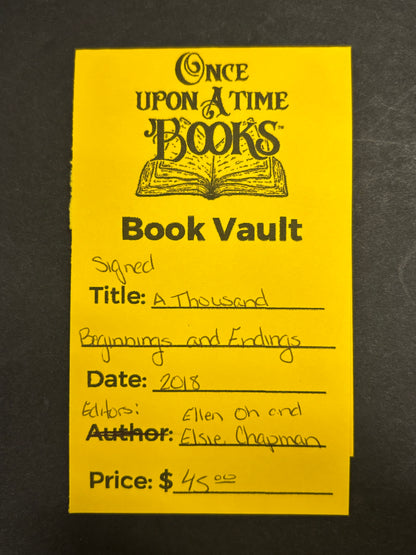 ONCE
UPON A TIME
BOOKS™
Book Vault
Signed
Title: A Thousand
Beginnings and Endings
Date: 2018
Editors: Ellen Oh and
Author: Elsie Chapman
Price: $ 45.00